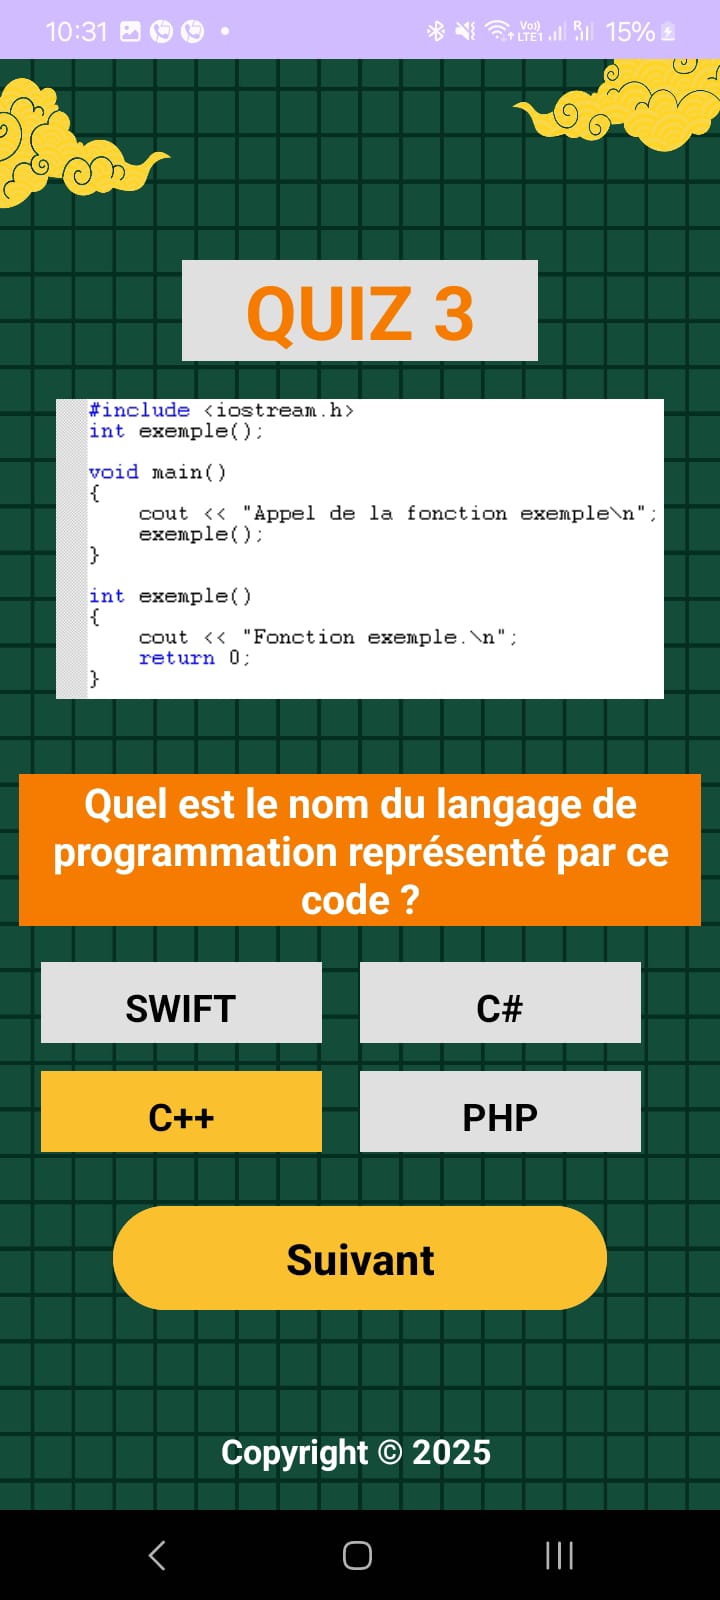 10:31
Vo)) LTE1 R 15%
QUIZ 3
#include <iostream.h>
int exemple();
void main()
{
cout << "Appel de la fonction exemple\n";
exemple();
}
int exemple()
{
cout << "Fonction exemple.\n";
return 0;
}
Quel est le nom du langage de
programmation représenté par ce
code ?
SWIFT
C#
C++
PHP
Suivant
Copyright © 2025